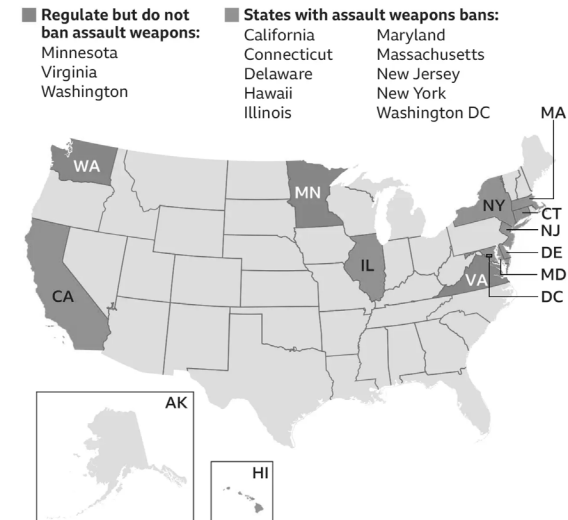 Regulate but do not
ban assault weapons:
Minnesota
Virginia
Washington
States with assault weapons bans:
California
Connecticut
Delaware
Hawaii
Illinois
Maryland
Massachusetts
New Jersey
New York
Washington DC
MA
WA
MN
NY
CT
NJ
IL
DE
CA
VA
MD
DC
AK
HI